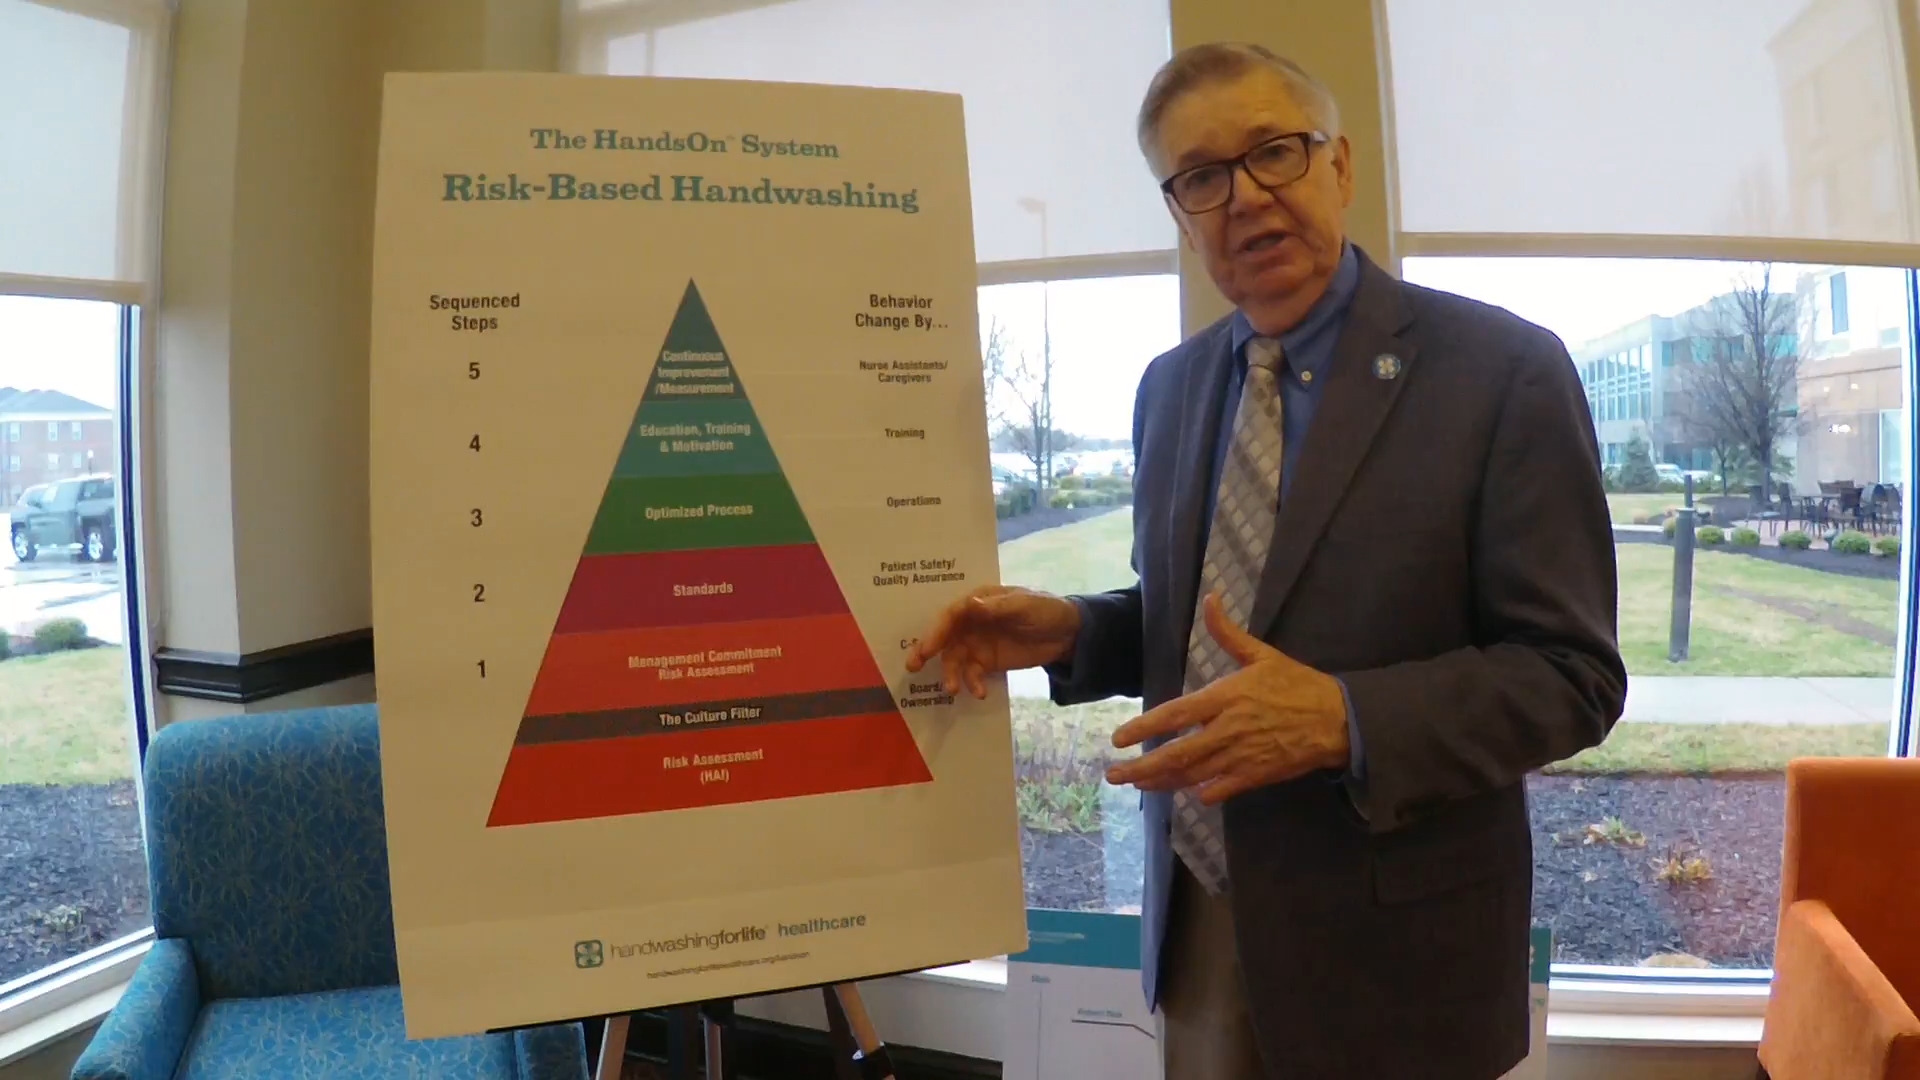 The HandsOn™ System
Risk-Based Handwashing
Sequenced
Steps
Behavior
Change By...
5
Continuous
Improvement
/Measurement
Nurse Assistants/
Caregivers
4
Education, Training
& Motivation
Training
3
Optimized Process
Operations
2
Standards
Patient Safety/
Quality Assurance
1
Management Commitment
Risk Assessment
Board/
Ownership
The Culture Filter
Risk Assessment
(HAI)
handwashingforlife® healthcare